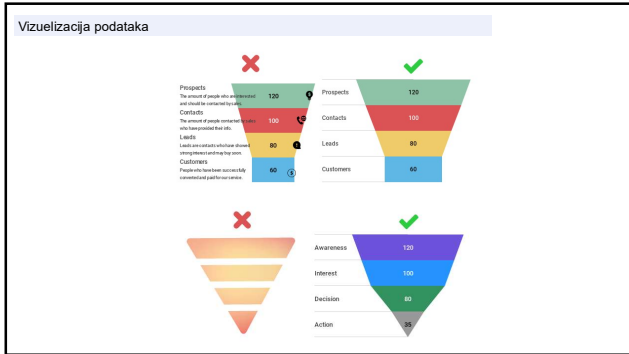 Vizuelizacija podataka
Prospects
The amount of people who are interested
and should be contacted by sales.
120
Contacts
The amount of people contacted by sales
who have provided their info.
100
Leads
Leads are contacts who have showed
strong interest and may buy soon.
80
Customers
People who have been successfully
converted and paid for our service.
60
Prospects 120
Contacts 100
Leads 80
Customers 60
Awareness 120
Interest 100
Decision 80
Action 35